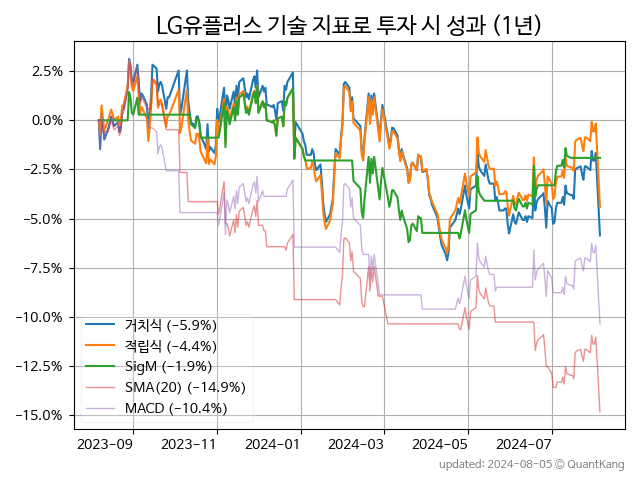 LG유플러스 기술 지표로 투자 시 성과 (1년)
2.5%
0.0%
−2.5%
−5.0%
−7.5%
−10.0%
−12.5%
−15.0%
거치식 (−5.9%)
적립식 (−4.4%)
SigM (−1.9%)
SMA(20) (−14.9%)
MACD (−10.4%)
2023-09 2023-11 2024-01 2024-03 2024-05 2024-07
updated: 2024-08-05 © QuantKang